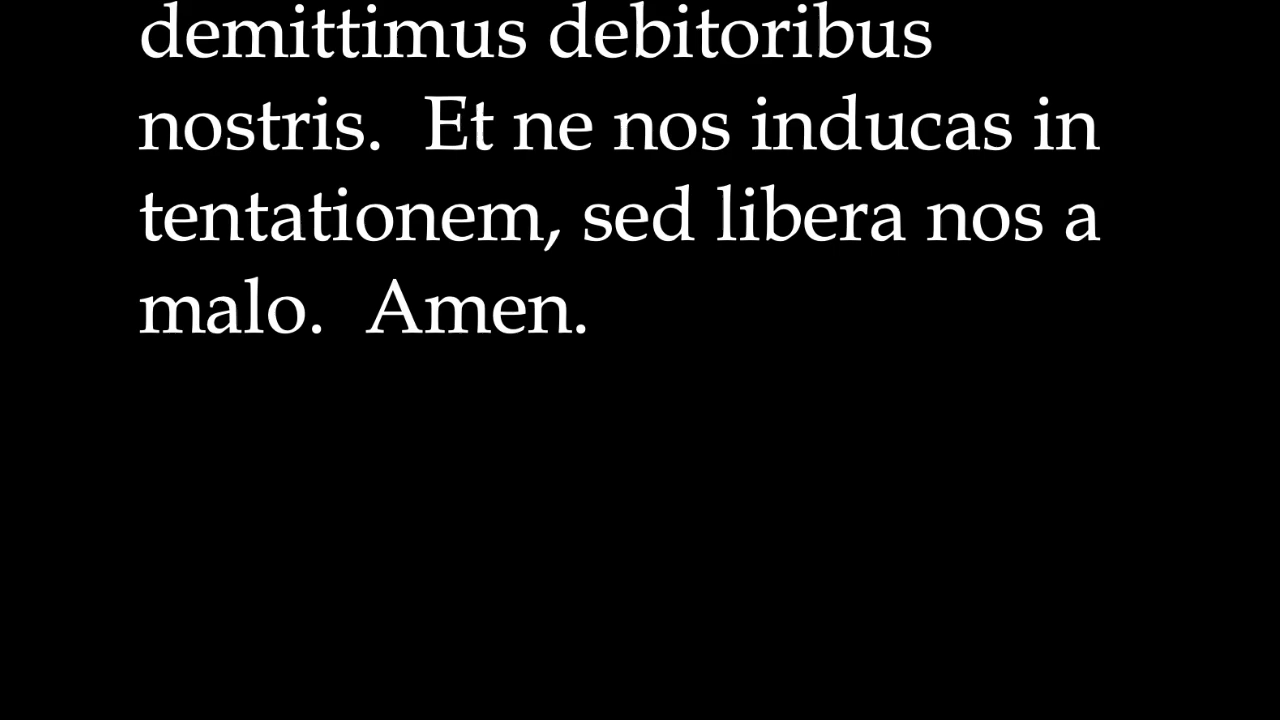 demittimus debitoribus
nostris.  Et ne nos inducas in
tentationem, sed libera nos a
malo.  Amen.